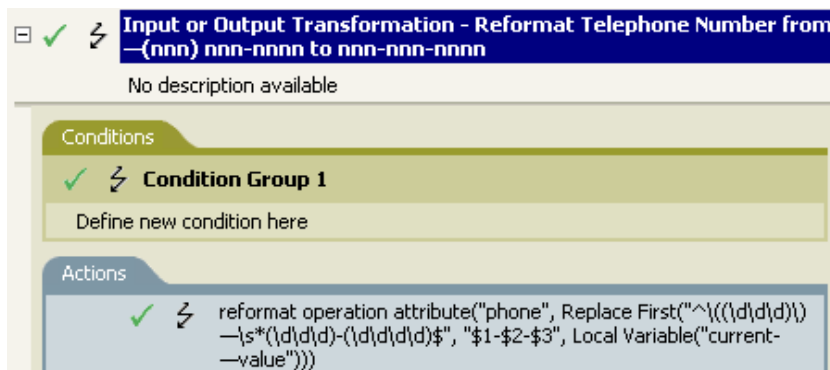 Input or Output Transformation - Reformat Telephone Number from
—(nnn) nnn-nnnn to nnn-nnn-nnnn
No description available
Conditions
Condition Group 1
Define new condition here
Actions
reformat operation attribute("phone", Replace First("^\((\d\d\d)\)
—\s*(\d\d\d)-(\d\d\d\d)$", "$1-$2-$3", Local Variable("current-
—value")))